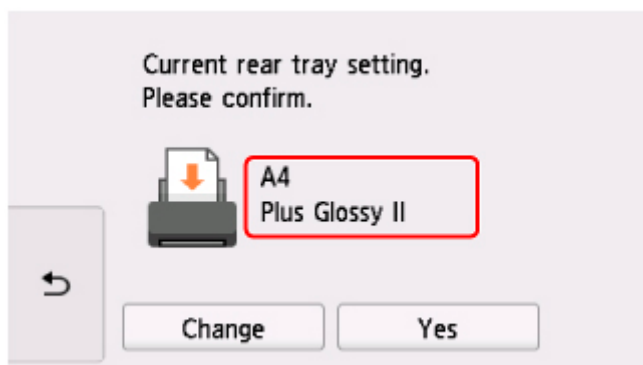 Current rear tray setting.
Please confirm.
A4
Plus Glossy II
Change
Yes